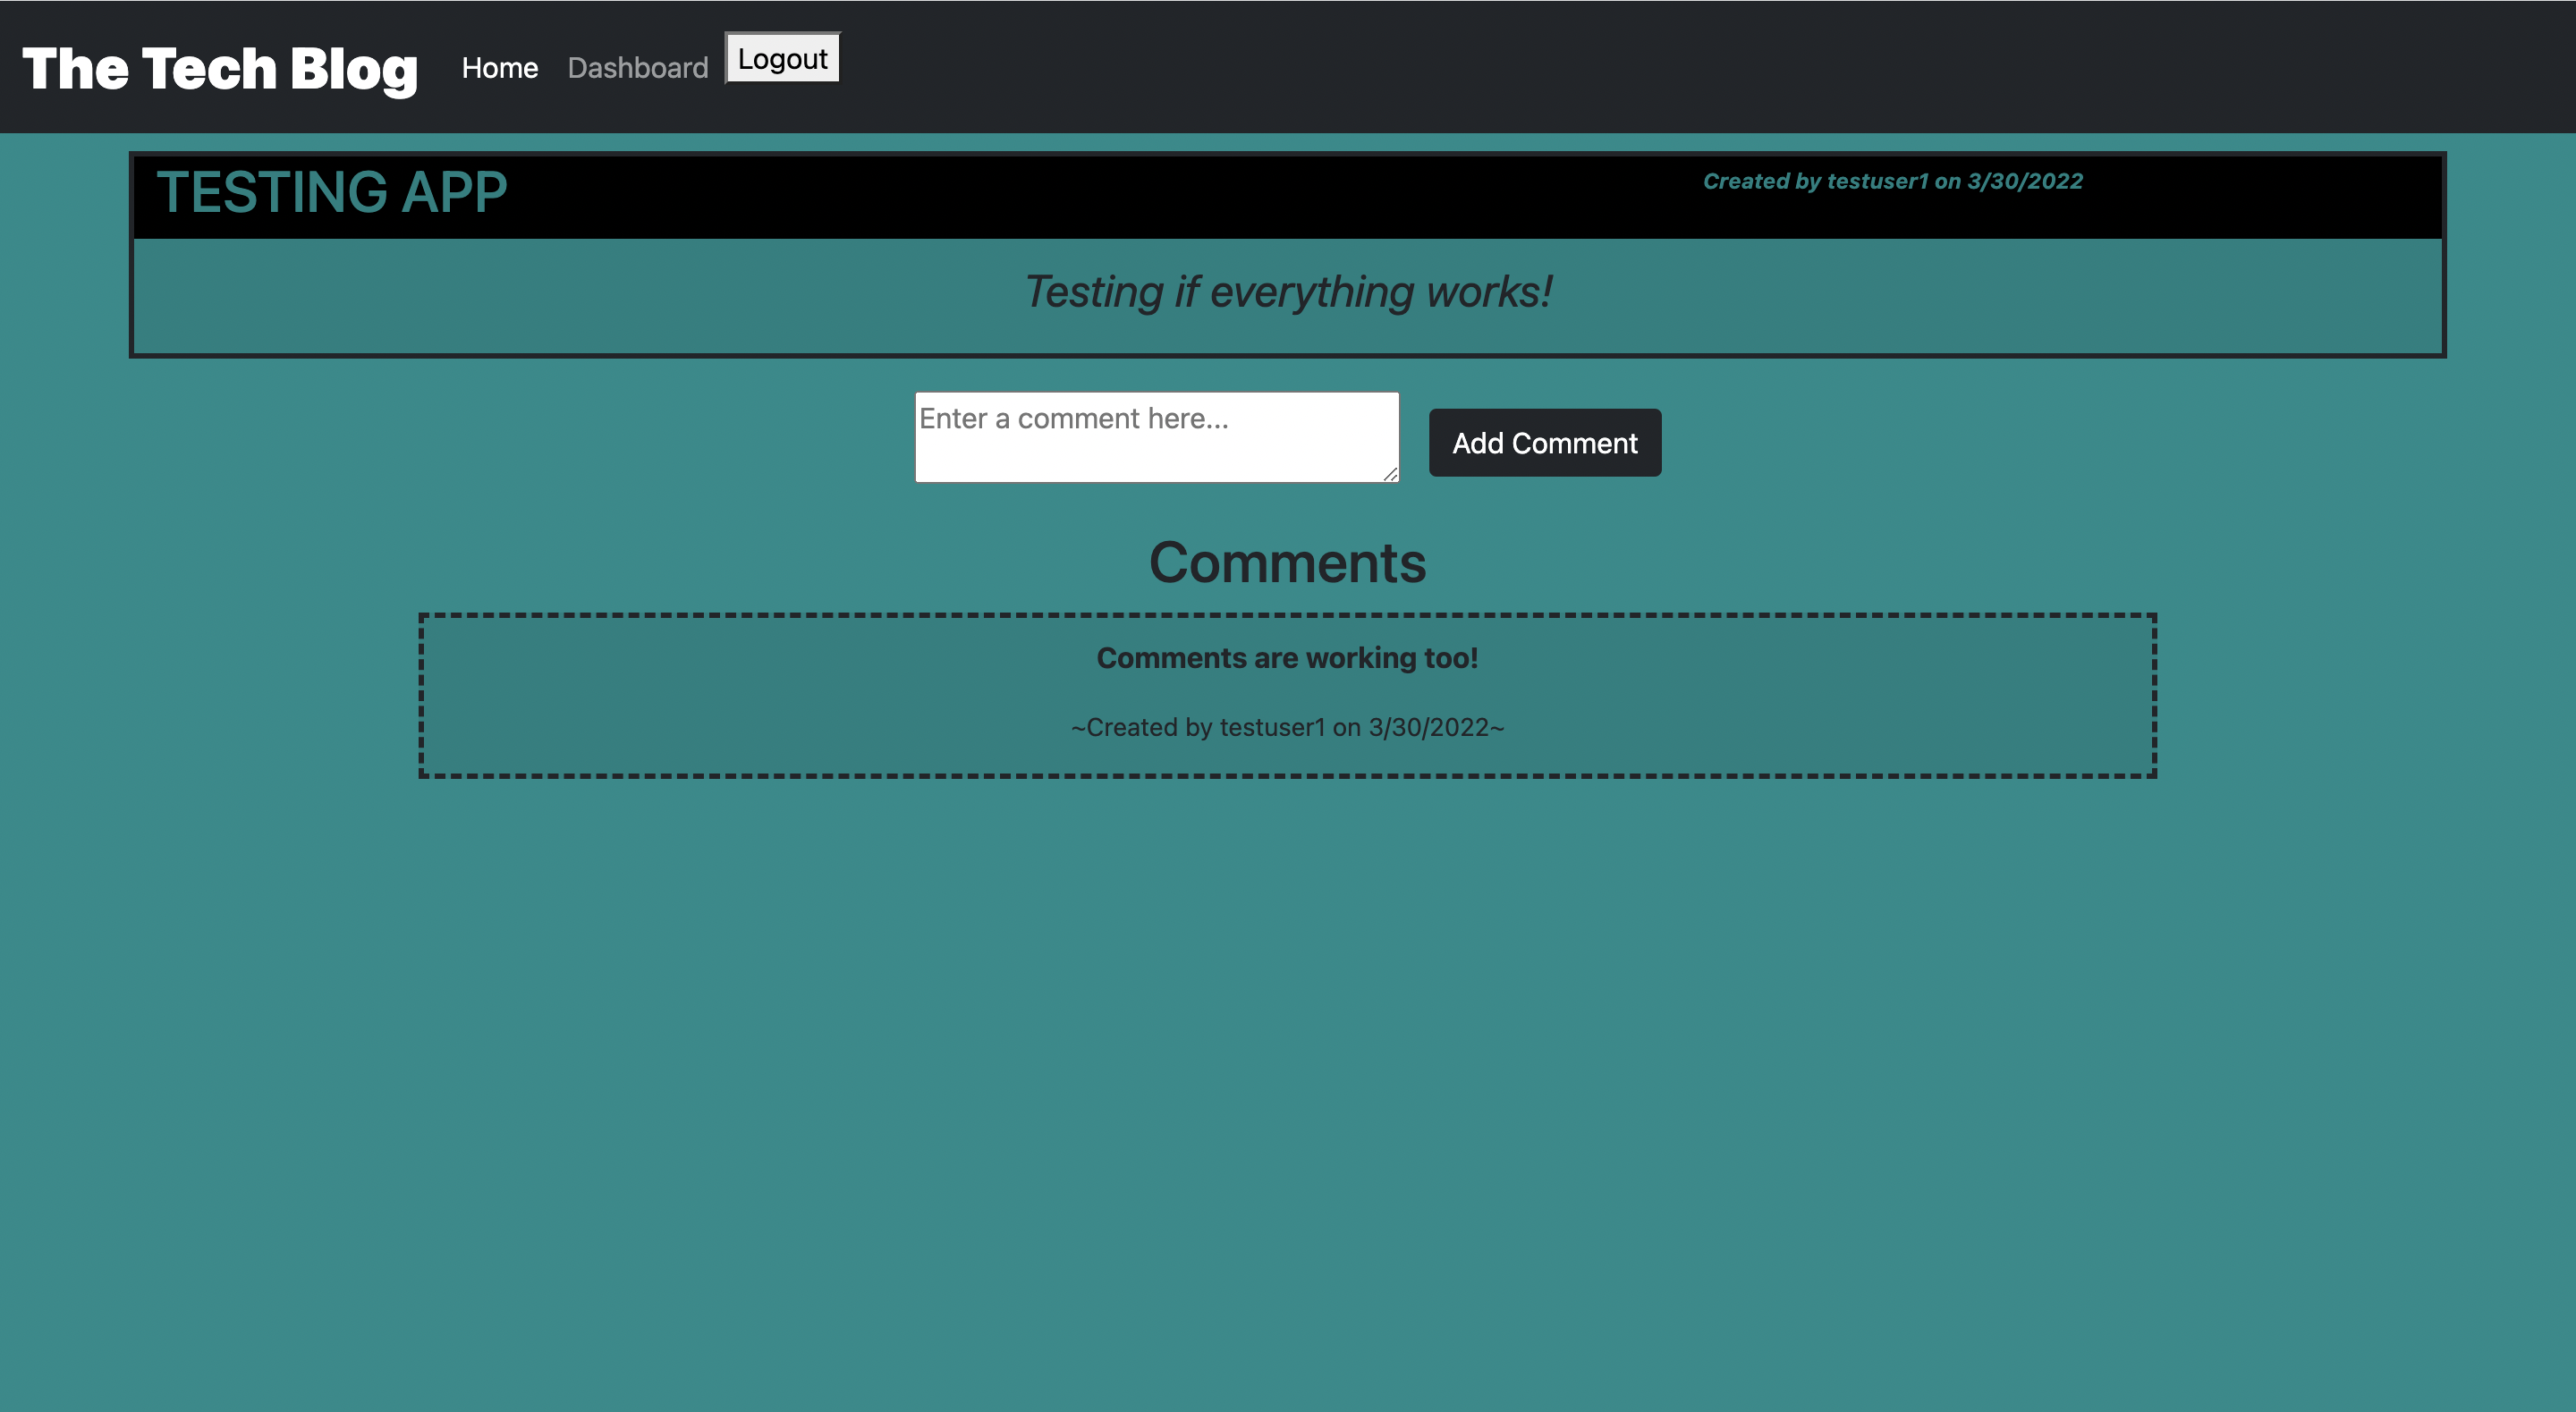 The Tech Blog Home Dashboard Logout
TESTING APP Created by testuser1 on 3/30/2022
Testing if everything works!
Enter a comment here... Add Comment
Comments
Comments are working too!
~Created by testuser1 on 3/30/2022~